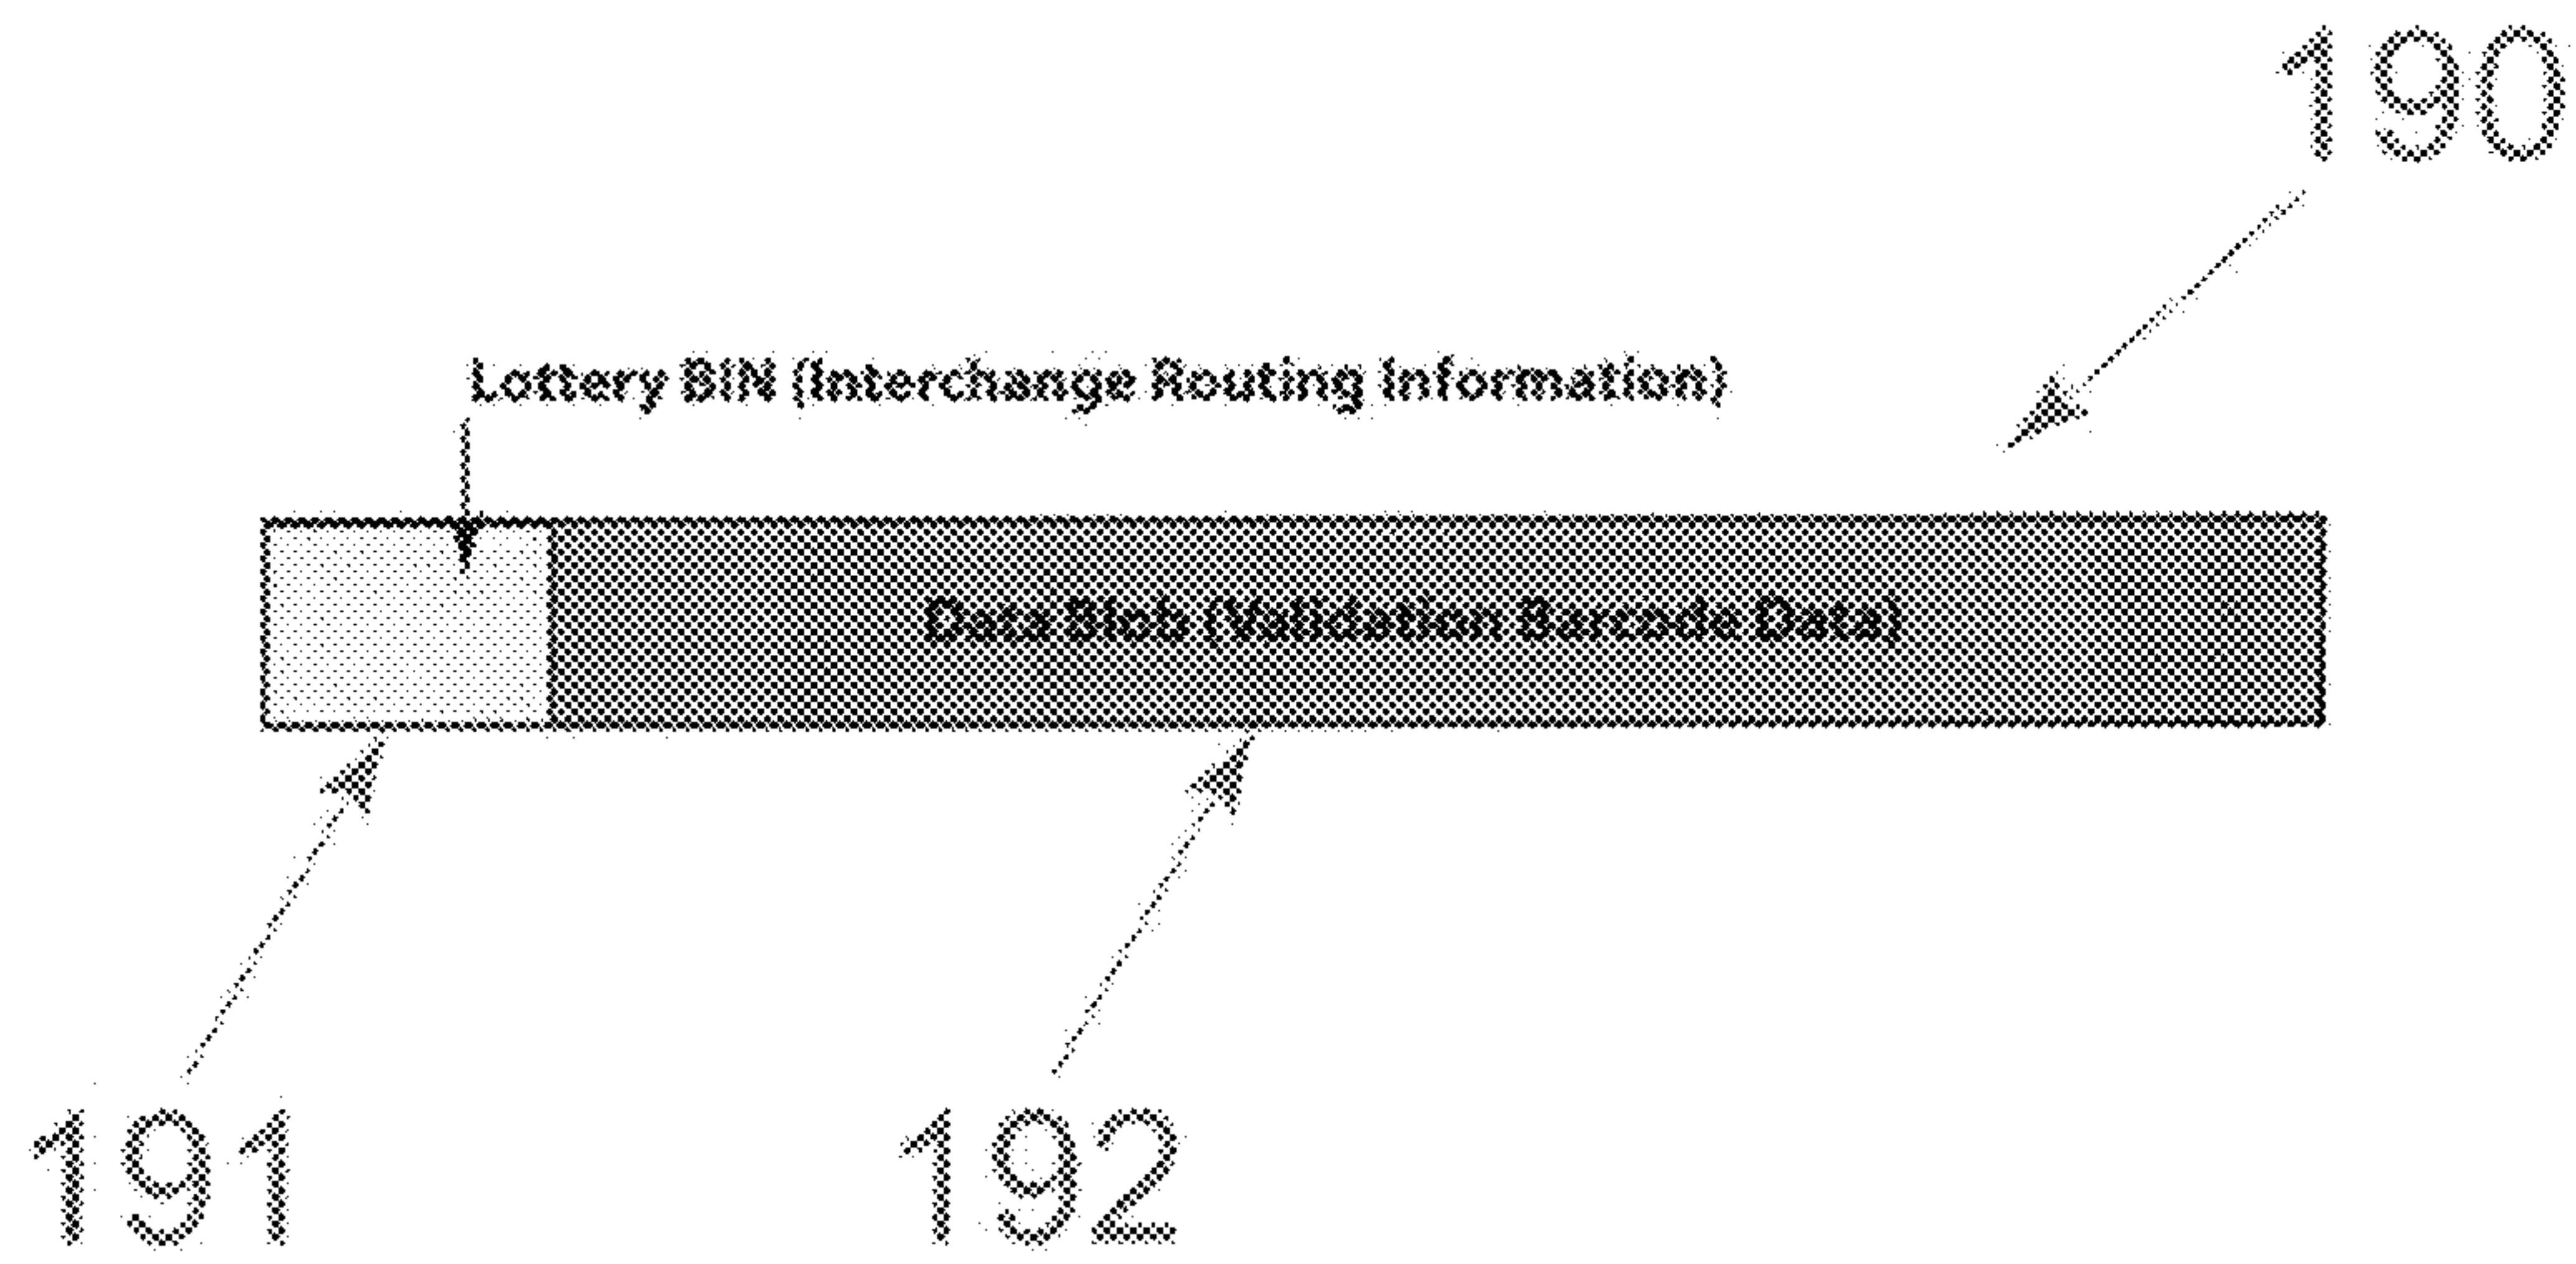 190
Lottery BIN (Interchange Routing Information)
Data Blob (Validation Barcode Data)
191
192